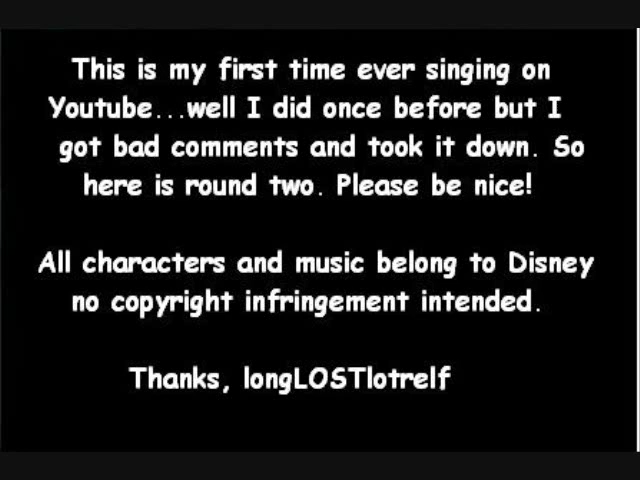 This is my first time ever singing on
Youtube...well I did once before but I
got bad comments and took it down. So
here is round two. Please be nice!
All characters and music belong to Disney
no copyright infringement intended.
Thanks, longLOSTlotrelf